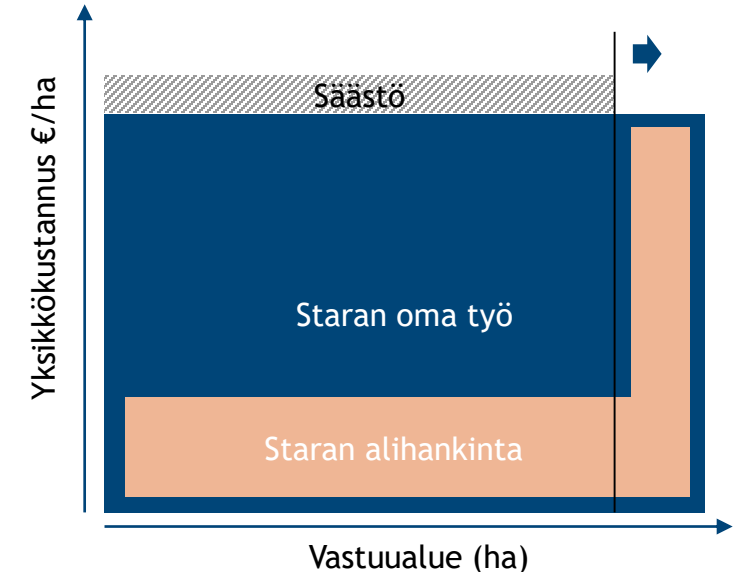 Yksikkökustannus €/ha
Säästö
Staran oma työ
Staran alihankinta
Vastuualue (ha)